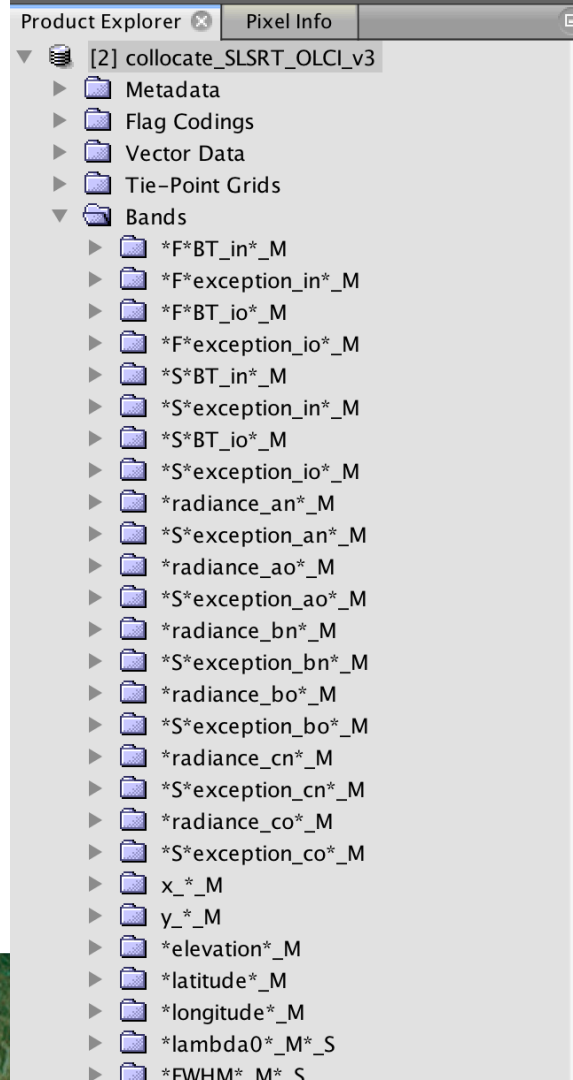 Product Explorer Pixel Info
[2] collocate_SLSRT_OLCI_v3
Metadata
Flag Codings
Vector Data
Tie-Point Grids
Bands
*F*BT_in*_M
*F*exception_in*_M
*F*BT_io*_M
*F*exception_io*_M
*S*BT_in*_M
*S*exception_in*_M
*S*BT_io*_M
*S*exception_io*_M
*radiance_an*_M
*S*exception_an*_M
*radiance_ao*_M
*S*exception_ao*_M
*radiance_bn*_M
*S*exception_bn*_M
*radiance_bo*_M
*S*exception_bo*_M
*radiance_cn*_M
*S*exception_cn*_M
*radiance_co*_M
*S*exception_co*_M
x_*_M
y_*_M
*elevation*_M
*latitude*_M
*longitude*_M
*lambda0*_M*_S
*FWHM*_M*_S